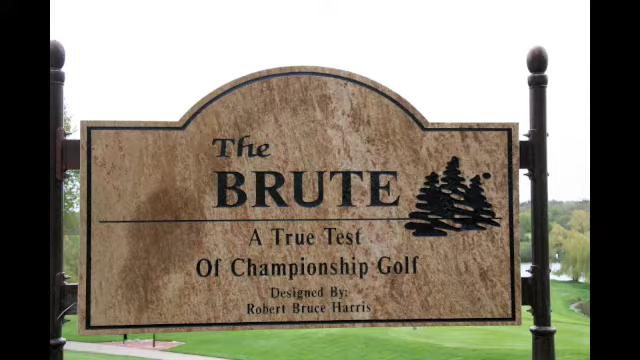 The
BRUTE
A True Test
Of Championship Golf
Designed By:
Robert Bruce Harris